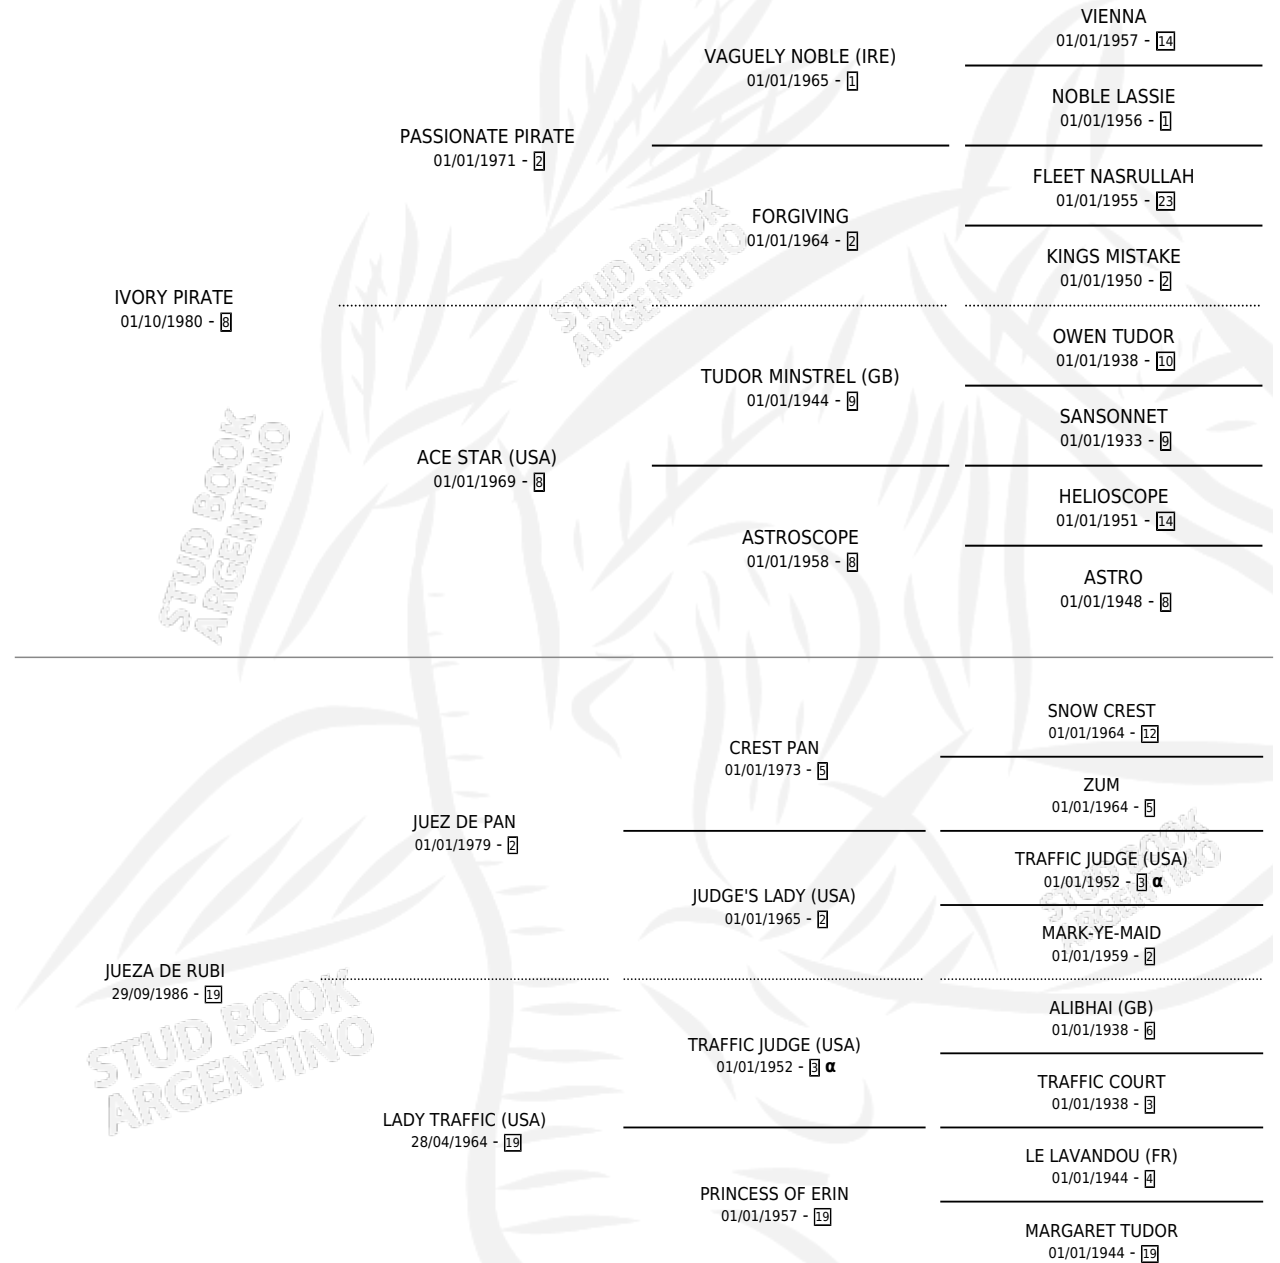 VIENNA
01/01/1957 - 14
VAGUELY NOBLE (IRE)
01/01/1965 - 1
NOBLE LASSIE
01/01/1956 - 1
PASSIONATE PIRATE
01/01/1971 - 2
FLEET NASRULLAH
01/01/1955 - 23
FORGIVING
01/01/1964 - 2
KINGS MISTAKE
01/01/1950 - 2
IVORY PIRATE
01/10/1980 - 8
OWEN TUDOR
01/01/1938 - 10
TUDOR MINSTREL (GB)
01/01/1944 - 9
SANSONNET
01/01/1933 - 9
ACE STAR (USA)
01/01/1969 - 8
HELIOSCOPE
01/01/1951 - 14
ASTROSCOPE
01/01/1958 - 8
ASTRO
01/01/1948 - 8
SNOW CREST
01/01/1964 - 12
CREST PAN
01/01/1973 - 5
ZUM
01/01/1964 - 5
JUEZ DE PAN
01/01/1979 - 2
TRAFFIC JUDGE (USA)
01/01/1952 - 3 α
JUDGE'S LADY (USA)
01/01/1965 - 2
MARK-YE-MAID
01/01/1959 - 2
JUEZA DE RUBI
29/09/1986 - 19
ALIBHAI (GB)
01/01/1938 - 6
TRAFFIC JUDGE (USA)
01/01/1952 - 3 α
TRAFFIC COURT
01/01/1938 - 3
LADY TRAFFIC (USA)
28/04/1964 - 19
LE LAVANDOU (FR)
01/01/1944 - 4
PRINCESS OF ERIN
01/01/1957 - 19
MARGARET TUDOR
01/01/1944 - 19
STUD BOOK
ARGENTINO
STUD BOOK
ARGENTINO
STUD BOOK
ARGENTINO
STUD BOOK
ARGENTINO